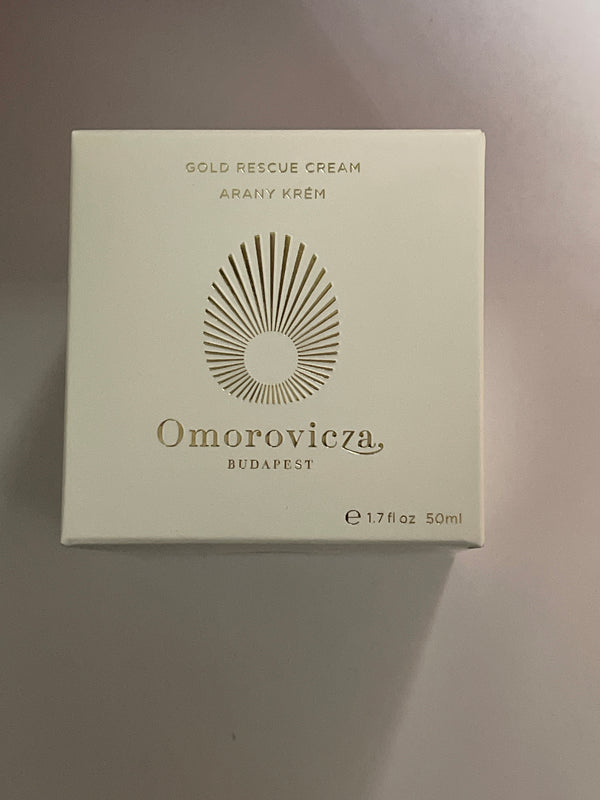 GOLD RESCUE CREAM
ARANY KRÉM
Omorovicza,
BUDAPEST
℮ 1.7 fl oz 50ml